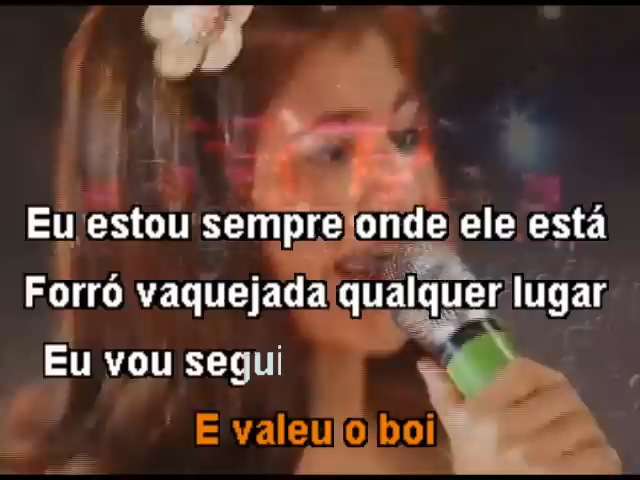 Eu estou sempre onde ele está
Forró vaquejada qualquer lugar
Eu vou segui
E valeu o boi